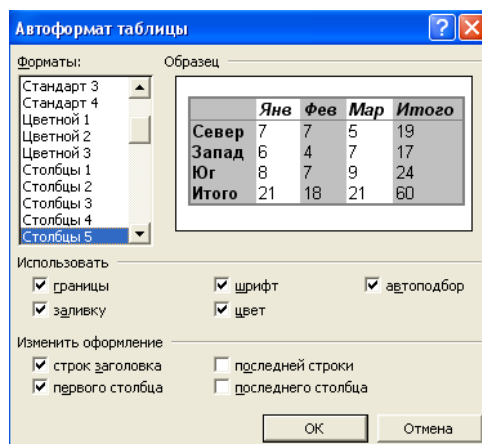 Автоформат таблицы
Форматы:
Образец
Стандарт 3
Стандарт 4
Цветной 1
Цветной 2
Цветной 3
Столбцы 1
Столбцы 2
Столбцы 3
Столбцы 4
Столбцы 5
Янв Фев Мар Итого
Север 7 7 5 19
Запад 6 4 7 17
Юг 8 7 9 24
Итого 21 18 21 60
Использовать
границы шрифт автоподбор
заливку цвет
Изменить оформление
строк заголовка последней строки
первого столбца последнего столбца
ОК Отмена